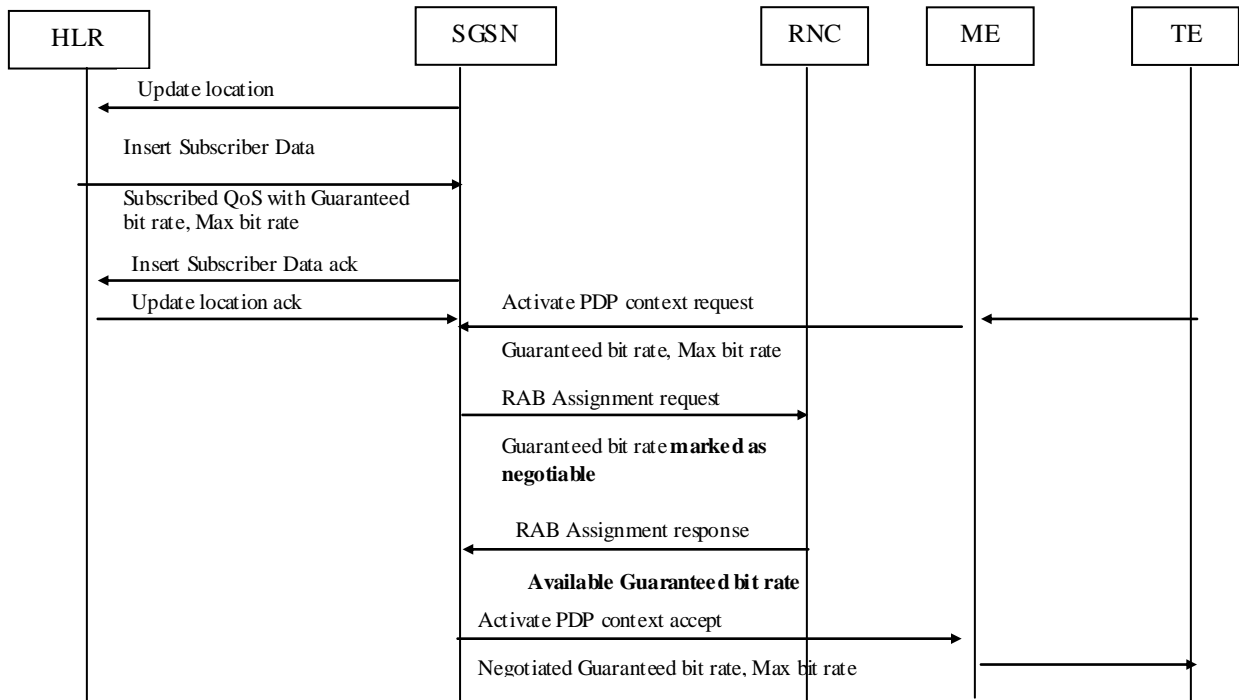 HLR
SGSN
RNC
ME
TE
Update location
Insert Subscriber Data
Subscribed QoS with Guaranteed
bit rate, Max bit rate
Insert Subscriber Data ack
Update location ack
Activate PDP context request
Guaranteed bit rate, Max bit rate
RAB Assignment request
Guaranteed bit rate marked as
negotiable
RAB Assignment response
Available Guaranteed bit rate
Activate PDP context accept
Negotiated Guaranteed bit rate, Max bit rate